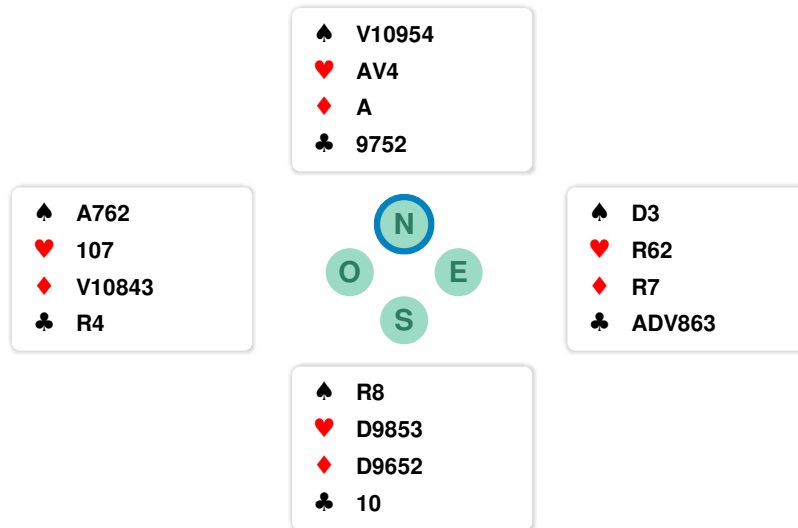 ♠ V10954
♥ AV4
♦ A
♣ 9752
♠ A762
♥ 107
♦ V10843
♣ R4
N
O E
S
♠ D3
♥ R62
♦ R7
♣ ADV863
♠ R8
♥ D9853
♦ D9652
♣ 10